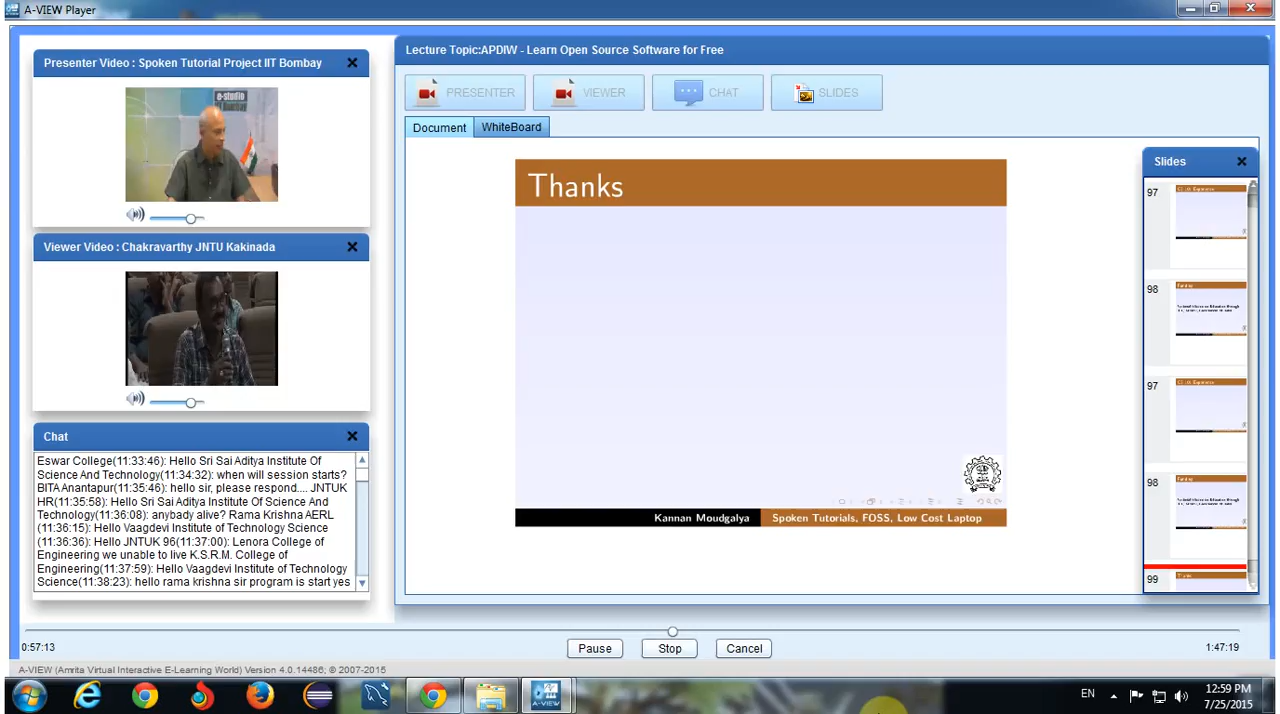 A-VIEW Player
Presenter Video : Spoken Tutorial Project IIT Bombay
e-studio
Viewer Video : Chakravarthy JNTU Kakinada
Chat
Eswar College(11:33:46): Hello Sri Sai Aditya Institute Of
Science And Technology(11:34:32): when will session starts?
BITA Anantapur(11:35:46): hello sir, please respond.... JNTUK
HR(11:35:58): Hello Sri Sai Aditya Institute Of Science And
Technology(11:36:08): anybady alive? Rama Krishna AERL
(11:36:15): Hello Vaagdevi Institute of Technology Science
(11:36:36): Hello JNTUK 96(11:37:00): Lenora College of
Engineering we unable to live K.S.R.M. College of
Engineering(11:37:59): Hello Vaagdevi Institute of Technology
Science(11:38:23): hello rama krishna sir program is start yes
Lecture Topic:APDIW - Learn Open Source Software for Free
PRESENTER VIEWER CHAT SLIDES
Document WhiteBoard
Thanks
Kannan Moudgalya Spoken Tutorials, FOSS, Low Cost Laptop
Slides
97
98
97
98
99
0:57:13 Pause Stop Cancel 1:47:19
A-VIEW (Amrita Virtual Interactive E-Learning World) Version 4.0.14486; © 2007-2015
A-VIEW
EN
12:59 PM
7/25/2015